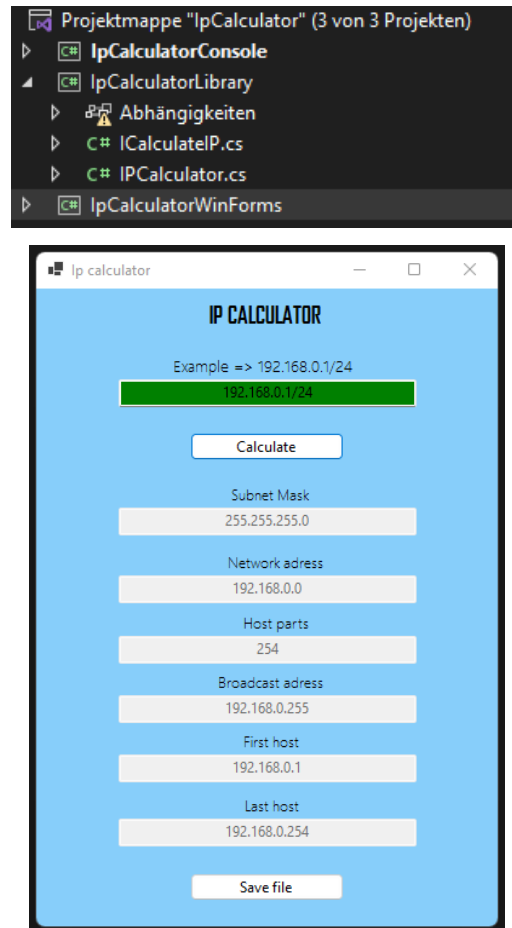 Projektmappe "IpCalculator" (3 von 3 Projekten)
C# IpCalculatorConsole
C# IpCalculatorLibrary
Abhängigkeiten
C# ICalculateIP.cs
C# IPCalculator.cs
C# IpCalculatorWinForms
Ip calculator
IP CALCULATOR
Example => 192.168.0.1/24
192.168.0.1/24
Calculate
Subnet Mask
255.255.255.0
Network adress
192.168.0.0
Host parts
254
Broadcast adress
192.168.0.255
First host
192.168.0.1
Last host
192.168.0.254
Save file